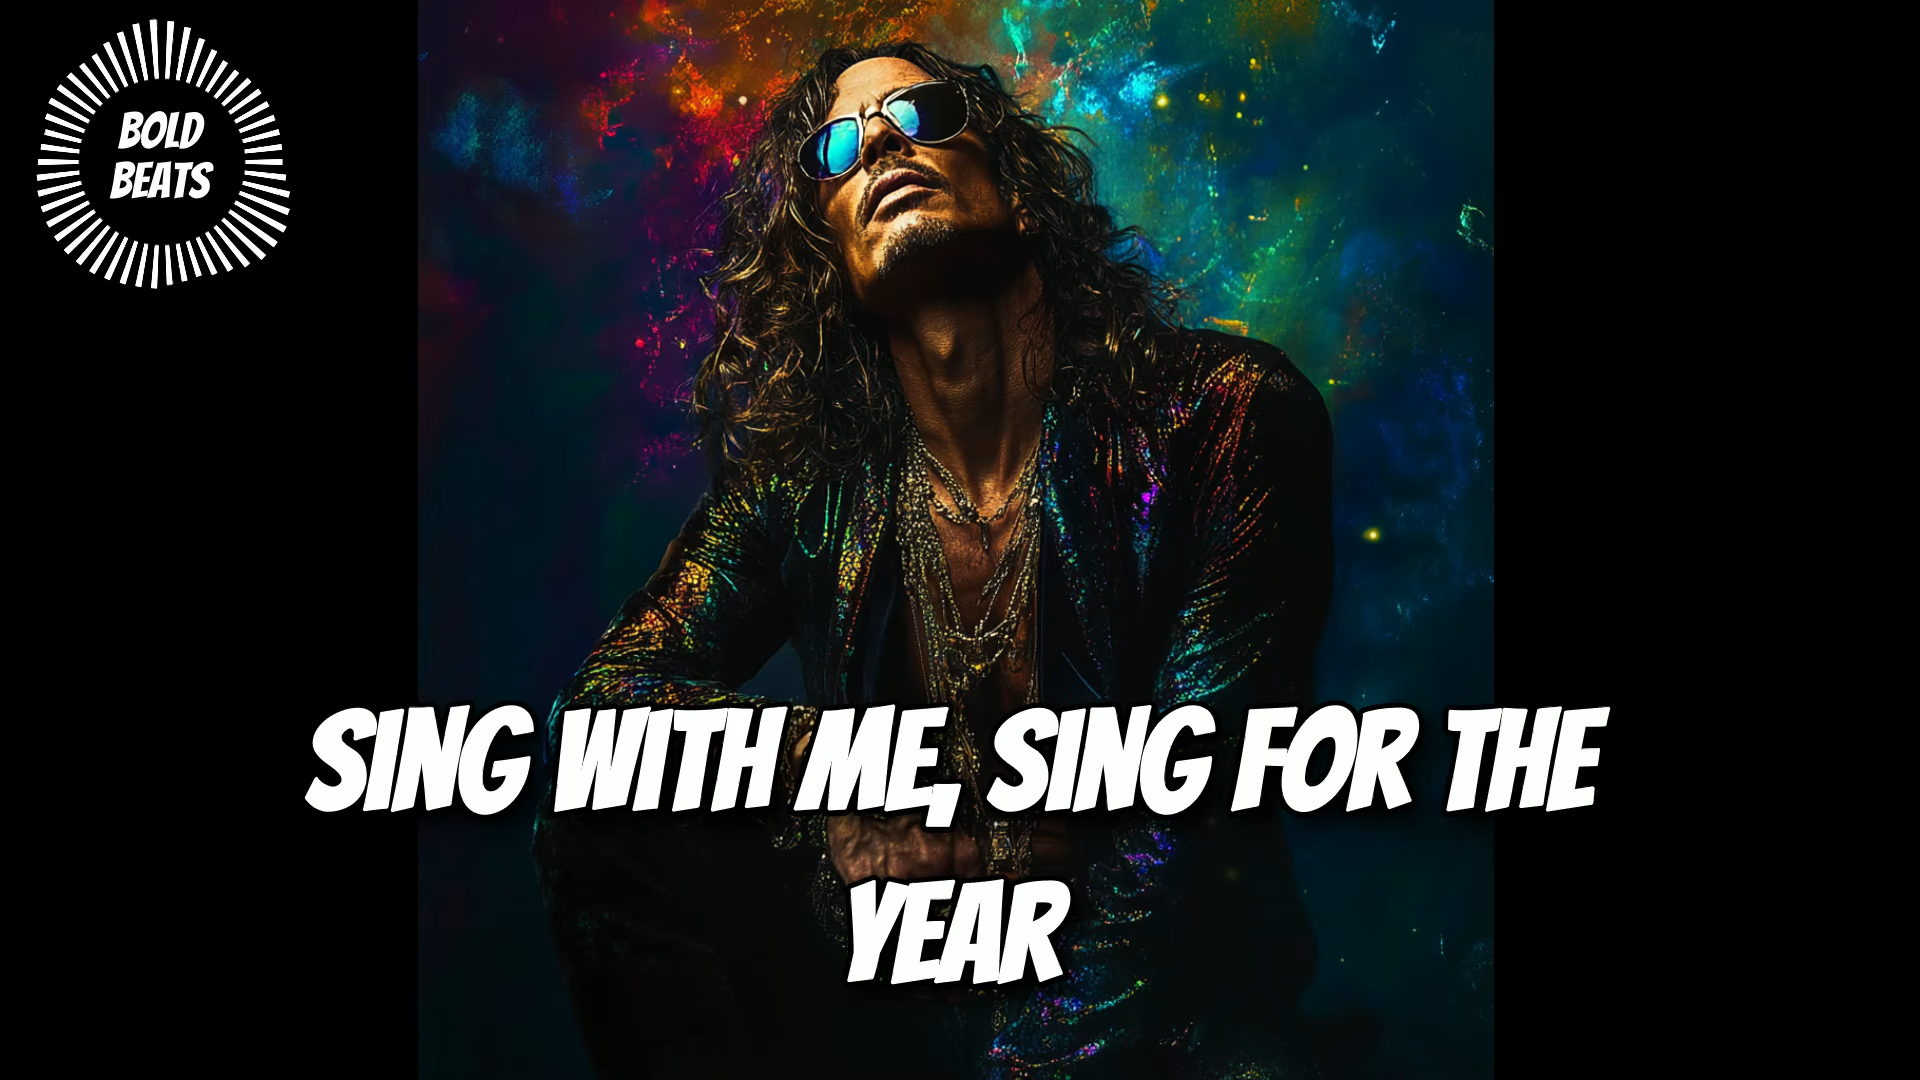 BOLD
BEATS
SING WITH ME, SING FOR THE
YEAR